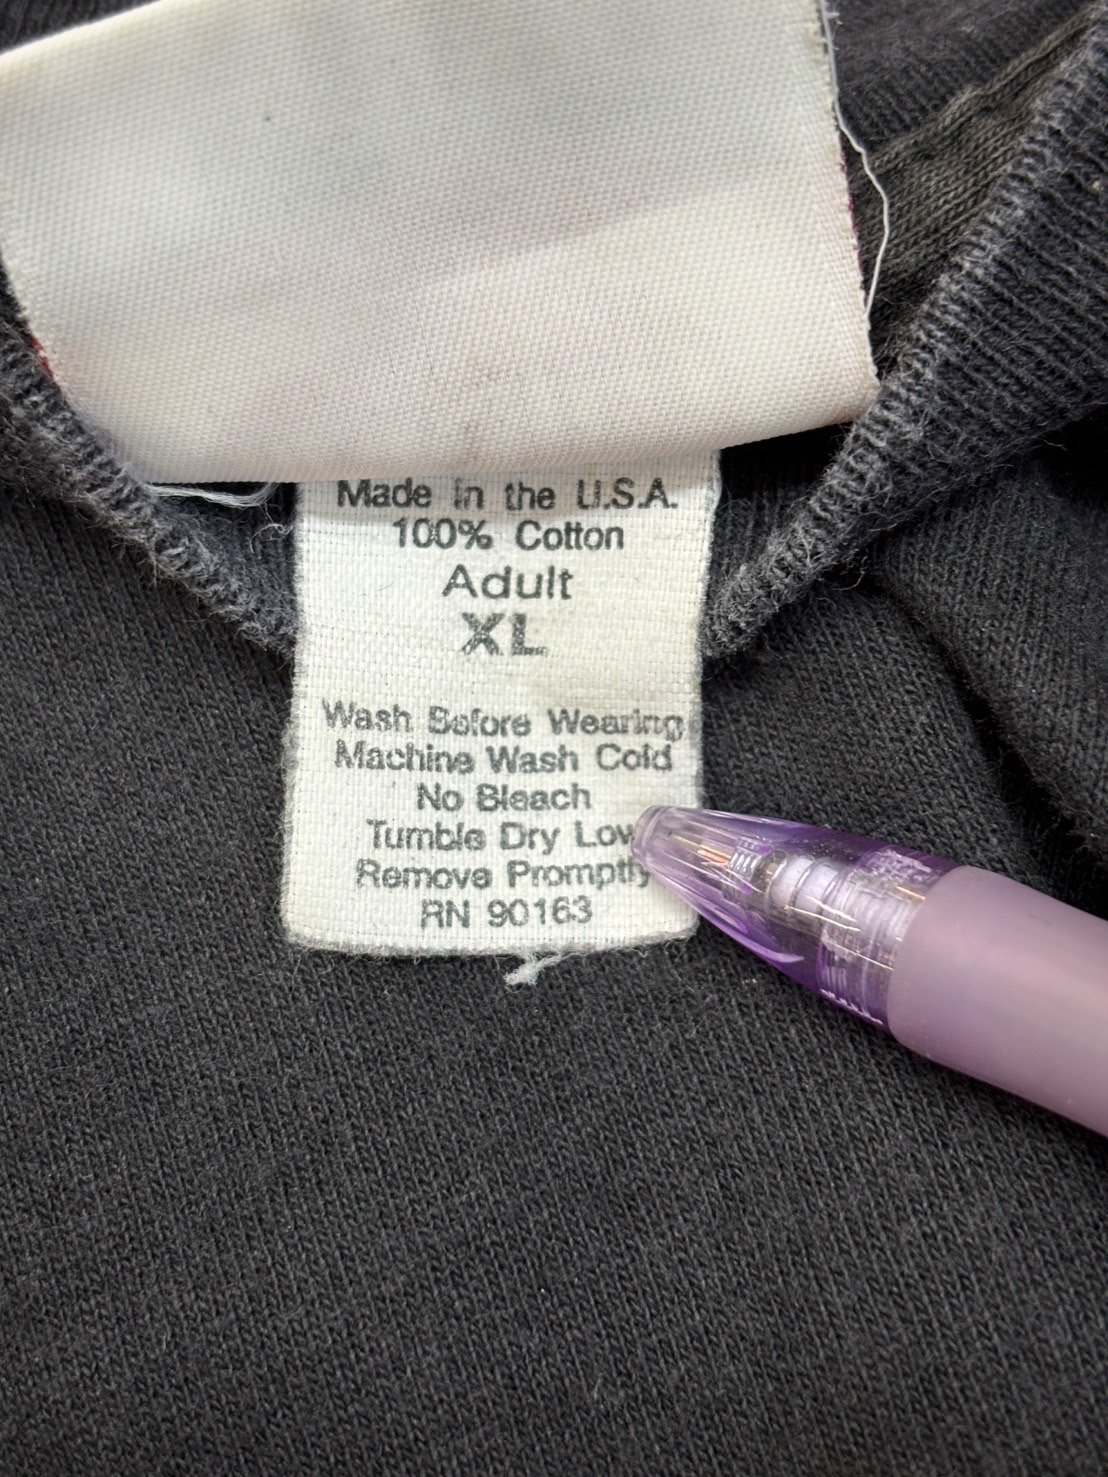 Made in the U.S.A.
100% Cotton
Adult
XL
Wash Before Wearing
Machine Wash Cold
No Bleach
Tumble Dry Low
Remove Promptly
RN 90163